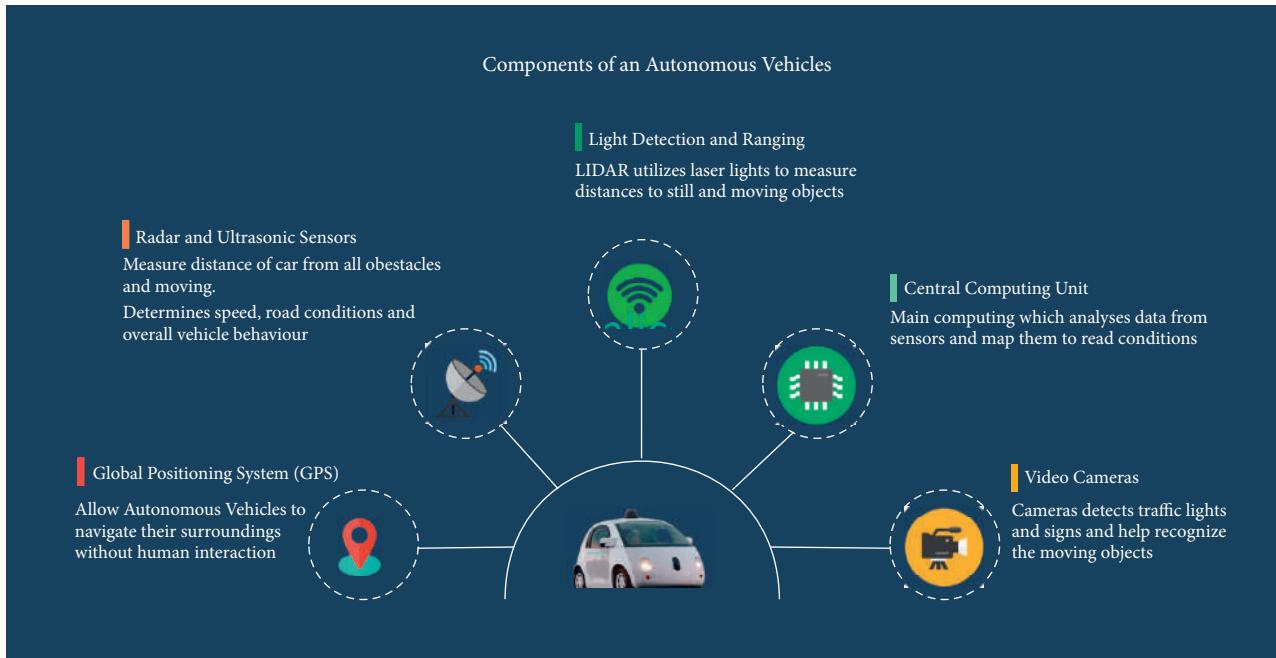 Components of an Autonomous Vehicles
Light Detection and Ranging
LIDAR utilizes laser lights to measure
distances to still and moving objects
Radar and Ultrasonic Sensors
Measure distance of car from all obestacles
and moving.
Determines speed, road conditions and
overall vehicle behaviour
Central Computing Unit
Main computing which analyses data from
sensors and map them to read conditions
Global Positioning System (GPS)
Allow Autonomous Vehicles to
navigate their surroundings
without human interaction
Video Cameras
Cameras detects traffic lights
and signs and help recognize
the moving objects